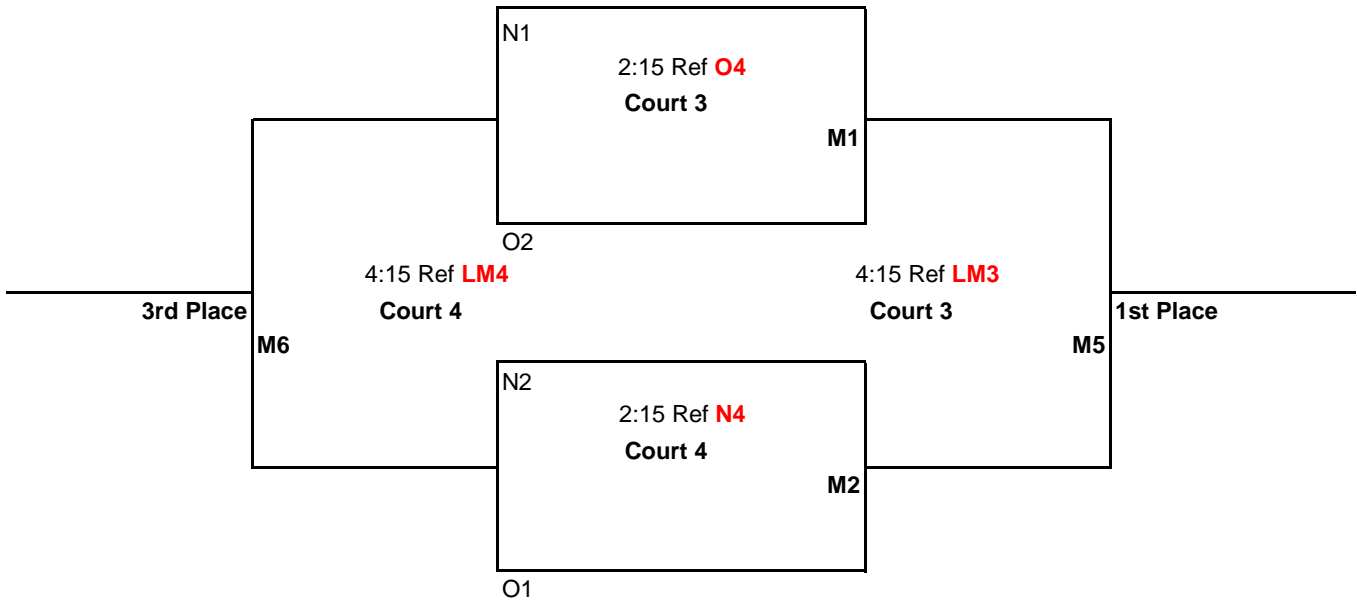 N1
2:15 Ref O4
Court 3
M1
O2
4:15 Ref LM4
4:15 Ref LM3
3rd Place
Court 4
Court 3
1st Place
M6
M5
N2
2:15 Ref N4
Court 4
M2
O1